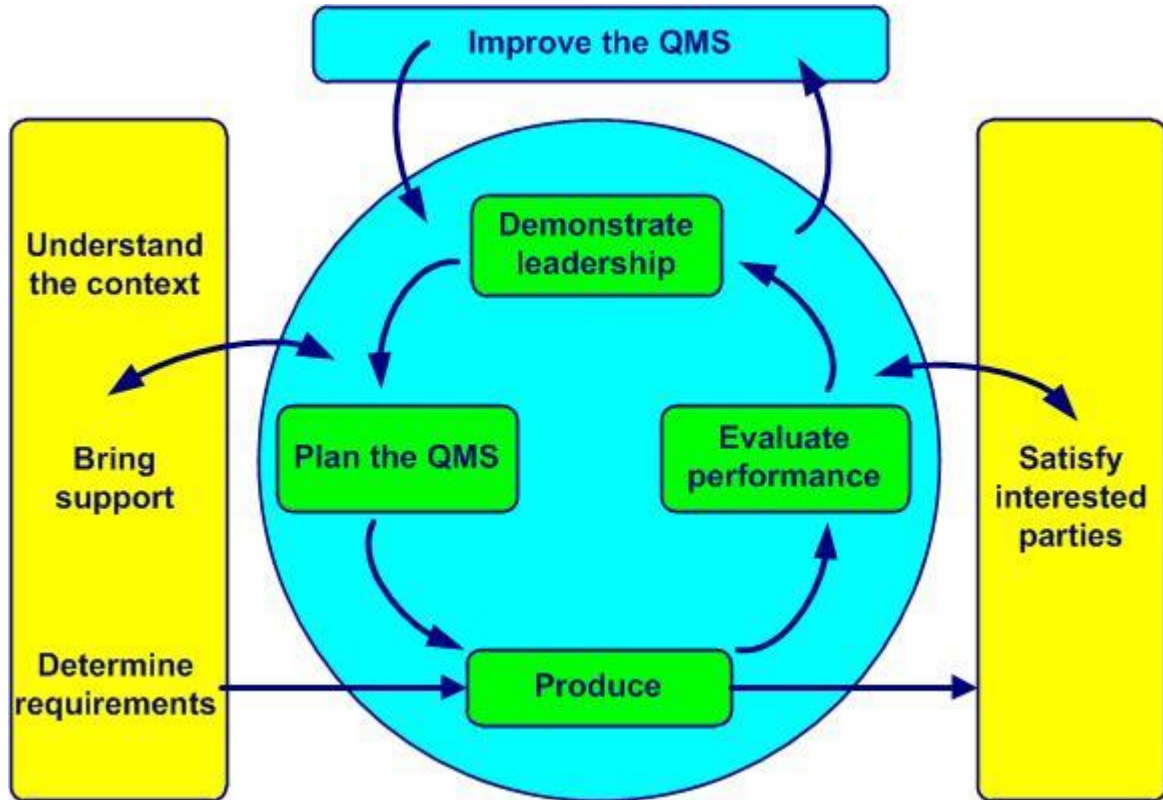 Improve the QMS
Understand
the context
Bring
support
Determine
requirements
Demonstrate
leadership
Plan the QMS
Evaluate
performance
Produce
Satisfy
interested
parties